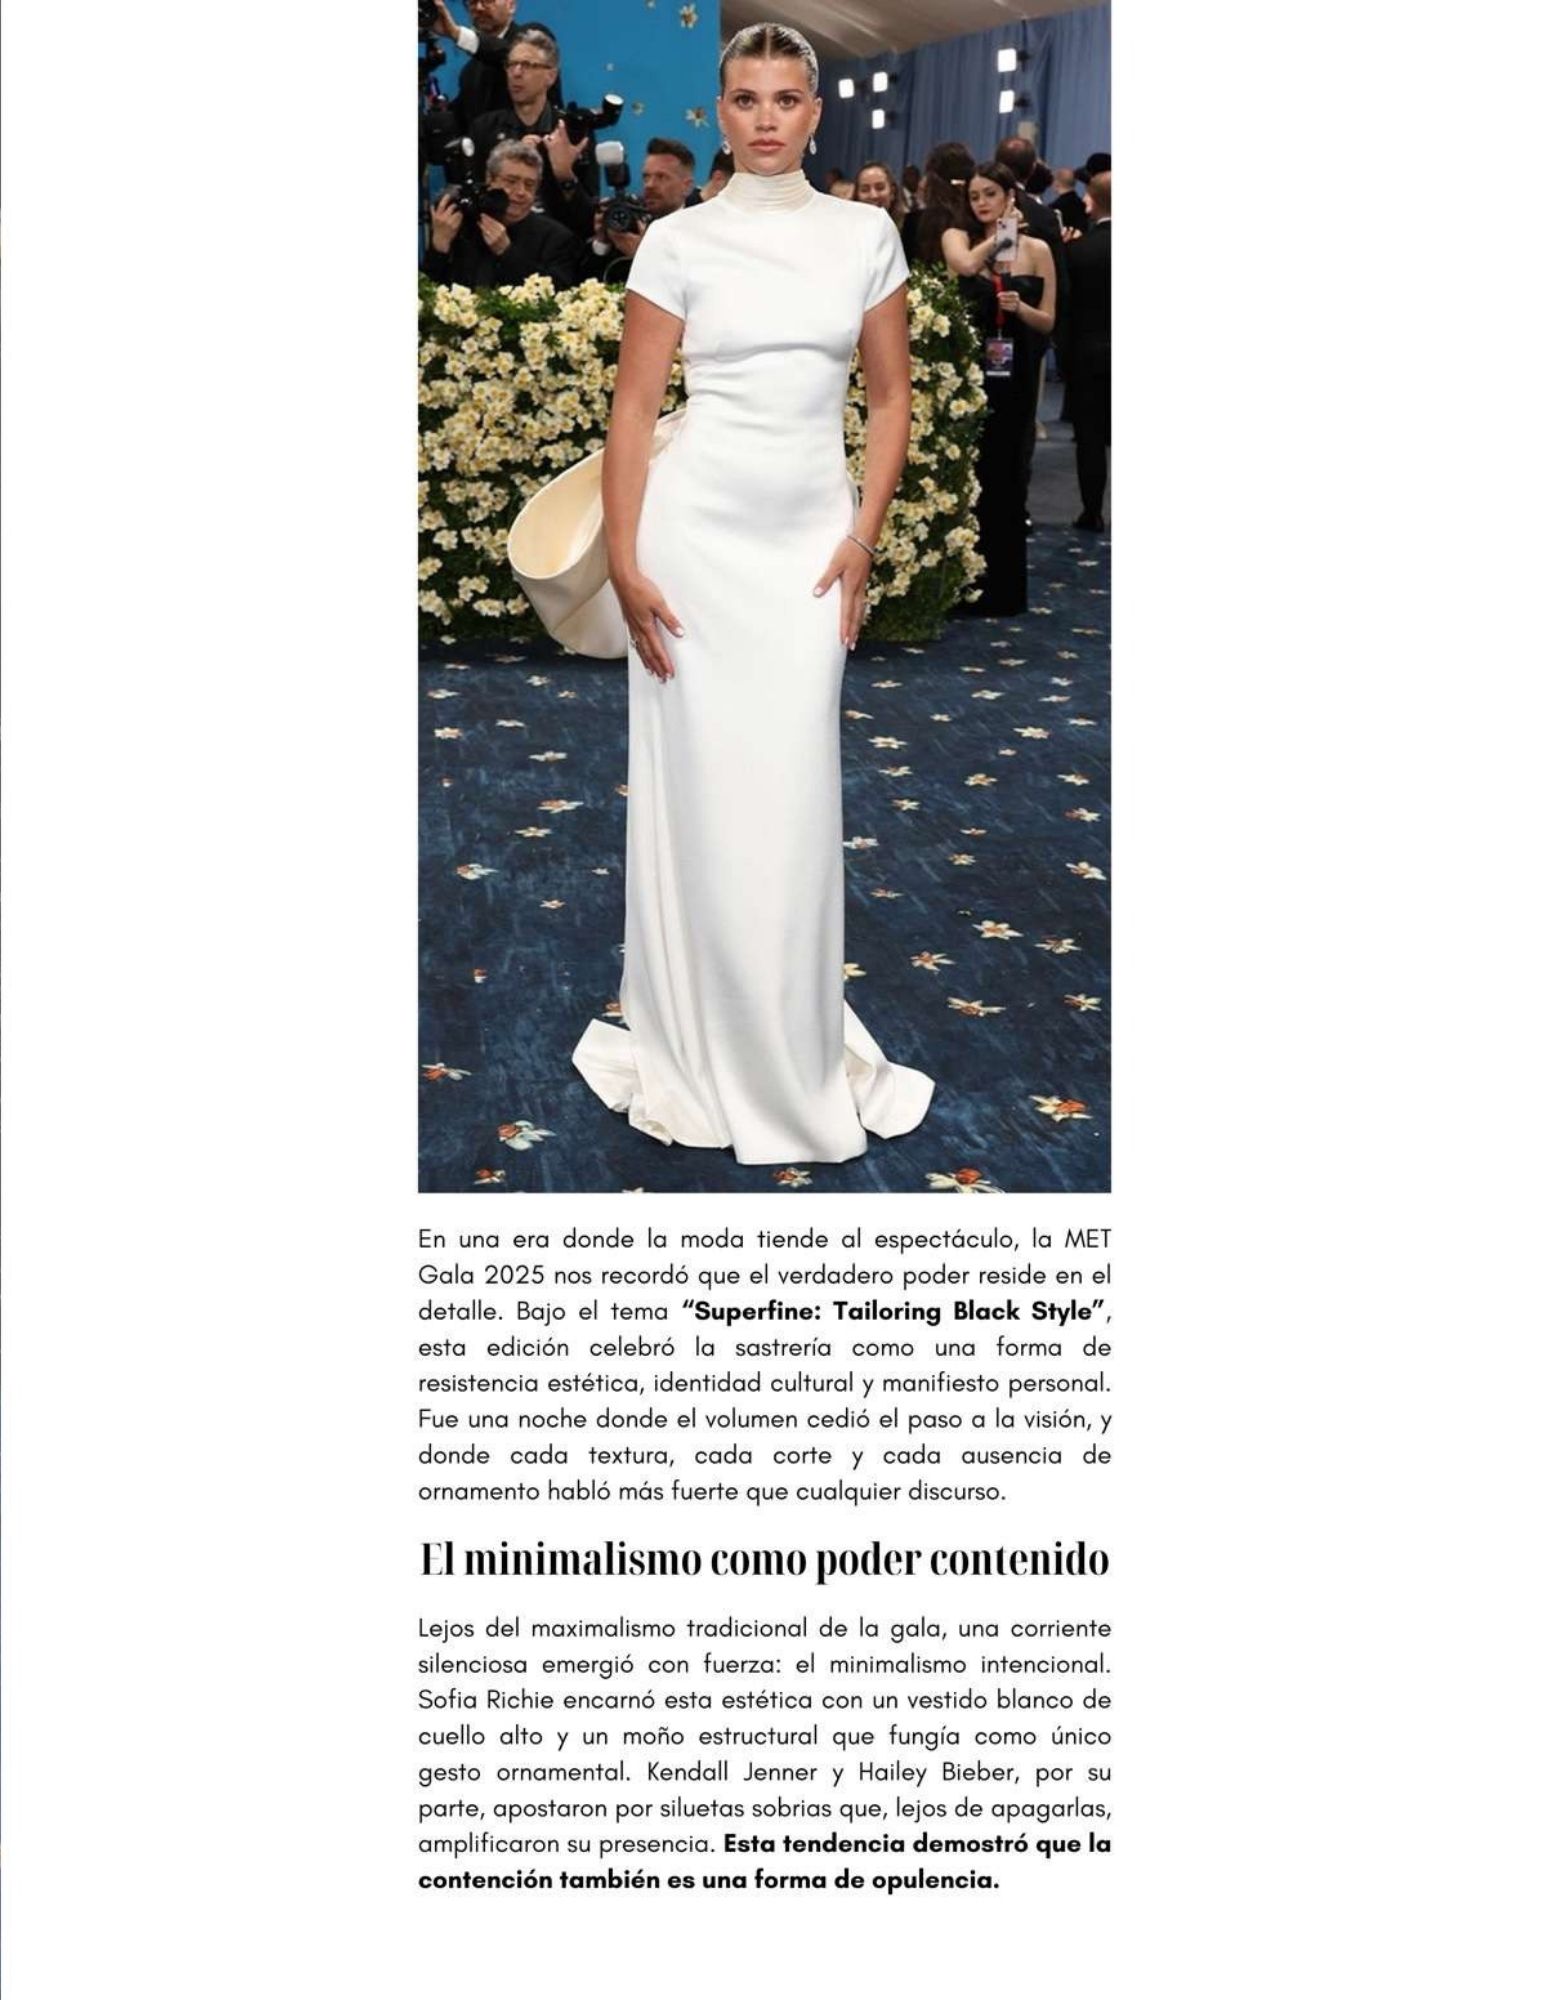 En una era donde la moda tiende al espectáculo, la MET
Gala 2025 nos recordó que el verdadero poder reside en el
detalle. Bajo el tema “Superfine: Tailoring Black Style”,
esta edición celebró la sastrería como una forma de
resistencia estética, identidad cultural y manifiesto personal.
Fue una noche donde el volumen cedió el paso a la visión, y
donde cada textura, cada corte y cada ausencia de
ornamento habló más fuerte que cualquier discurso.
El minimalismo como poder contenido
Lejos del maximalismo tradicional de la gala, una corriente
silenciosa emergió con fuerza: el minimalismo intencional.
Sofia Richie encarnó esta estética con un vestido blanco de
cuello alto y un moño estructural que fungía como único
gesto ornamental. Kendall Jenner y Hailey Bieber, por su
parte, apostaron por siluetas sobrias que, lejos de apagarlas,
amplificaron su presencia. Esta tendencia demostró que la
contención también es una forma de opulencia.